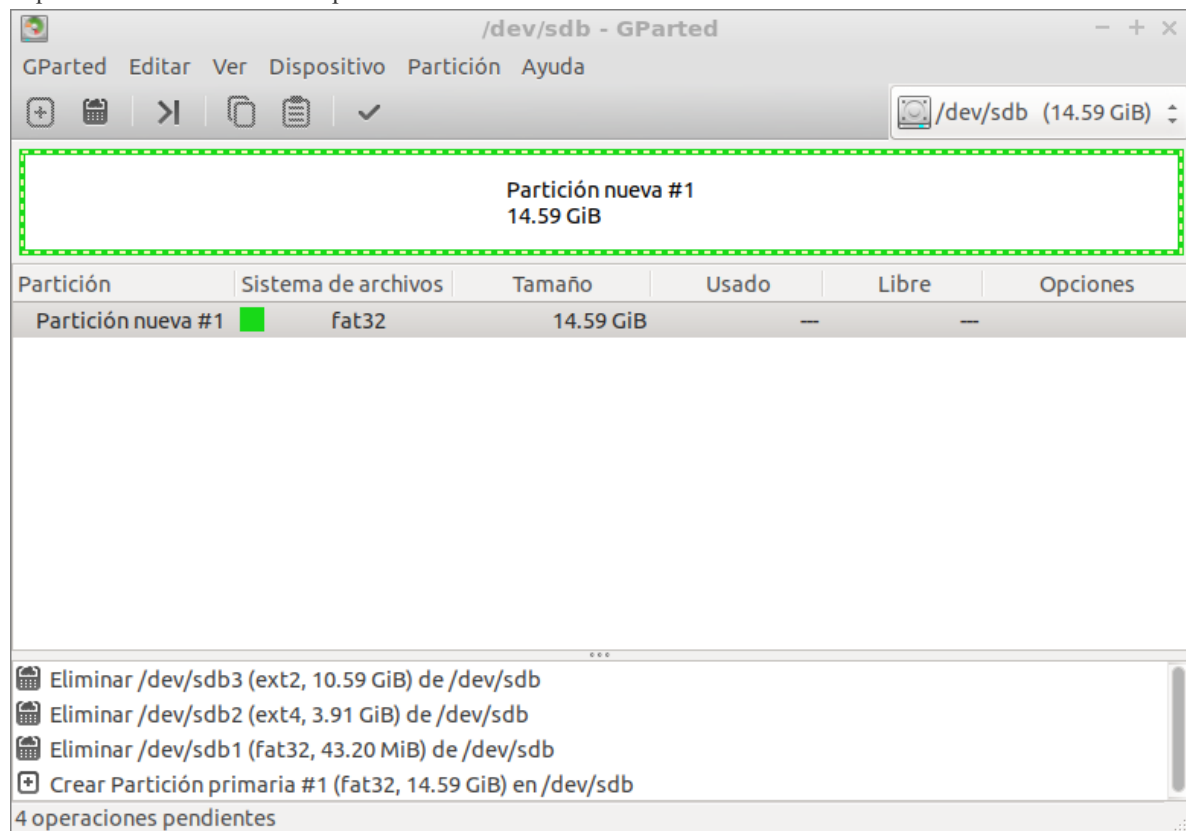 /dev/sdb - GParted
GParted Editar Ver Dispositivo Partición Ayuda
/dev/sdb (14.59 GiB)
Partición nueva #1
14.59 GiB
Partición Sistema de archivos Tamaño Usado Libre Opciones
Partición nueva #1 fat32 14.59 GiB --- ---
Eliminar /dev/sdb3 (ext2, 10.59 GiB) de /dev/sdb
Eliminar /dev/sdb2 (ext4, 3.91 GiB) de /dev/sdb
Eliminar /dev/sdb1 (fat32, 43.20 MiB) de /dev/sdb
Crear Partición primaria #1 (fat32, 14.59 GiB) en /dev/sdb
4 operaciones pendientes